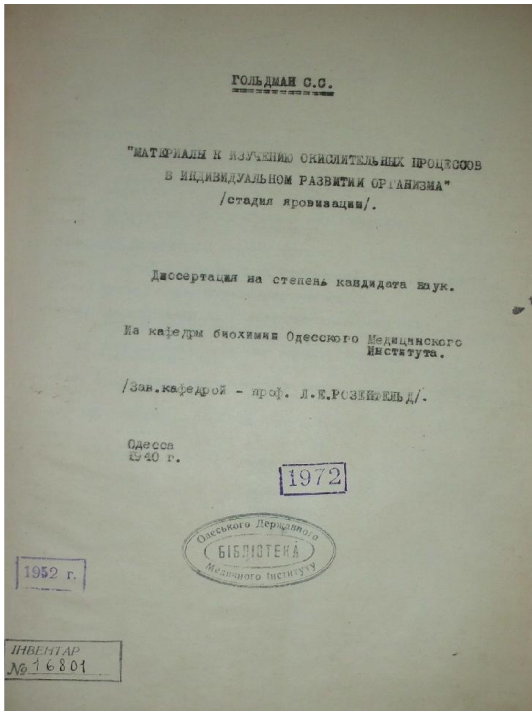 ГОЛЬДМАН С.С.
"МАТЕРИАЛЫ К ИЗУЧЕНИЮ ОКИСЛИТЕЛЬНЫХ ПРОЦЕССОВ
В ИНДИВИДУАЛЬНОМ РАЗВИТИИ ОРГАНИЗМА"
/стадия яровизации/.
Диссертация на степень кандидата наук.
Из кафедры биохимии Одесского Медицинского
Института.
/Зав.кафедрой - проф. Л.Е.РОЗЕНФЕЛЬД/.
Одесса
1940 г.
1972
Одеського Державного
БІБЛІОТЕКА
Медичного Інституту
1952 г.
ІНВЕНТАР
№ 16801